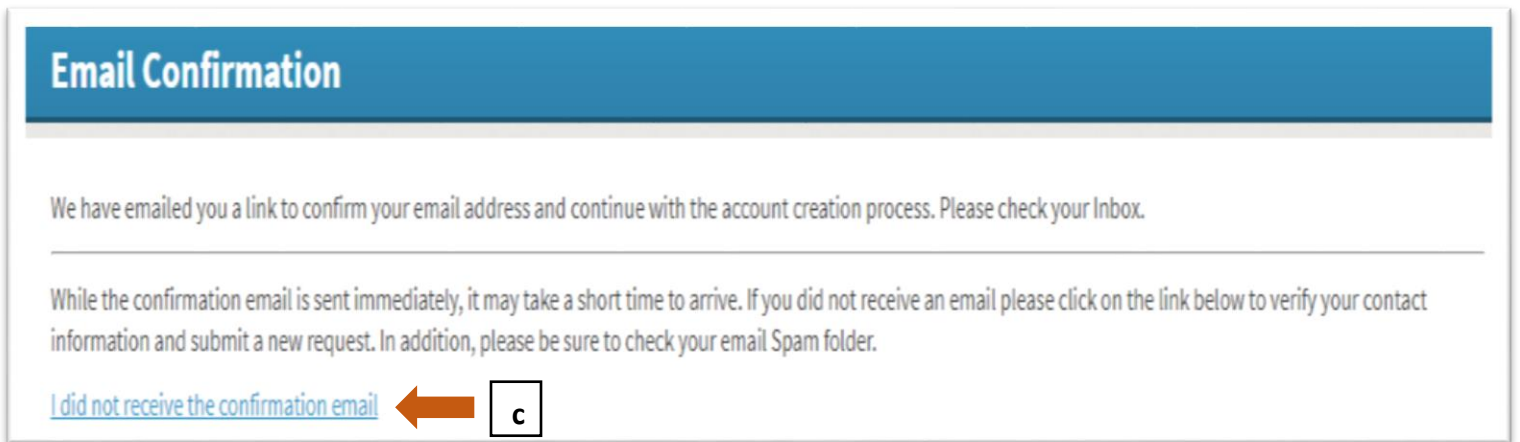 Email Confirmation
We have emailed you a link to confirm your email address and continue with the account creation process. Please check your Inbox.
While the confirmation email is sent immediately, it may take a short time to arrive. If you did not receive an email please click on the link below to verify your contact
information and submit a new request. In addition, please be sure to check your email Spam folder.
I did not receive the confirmation email c